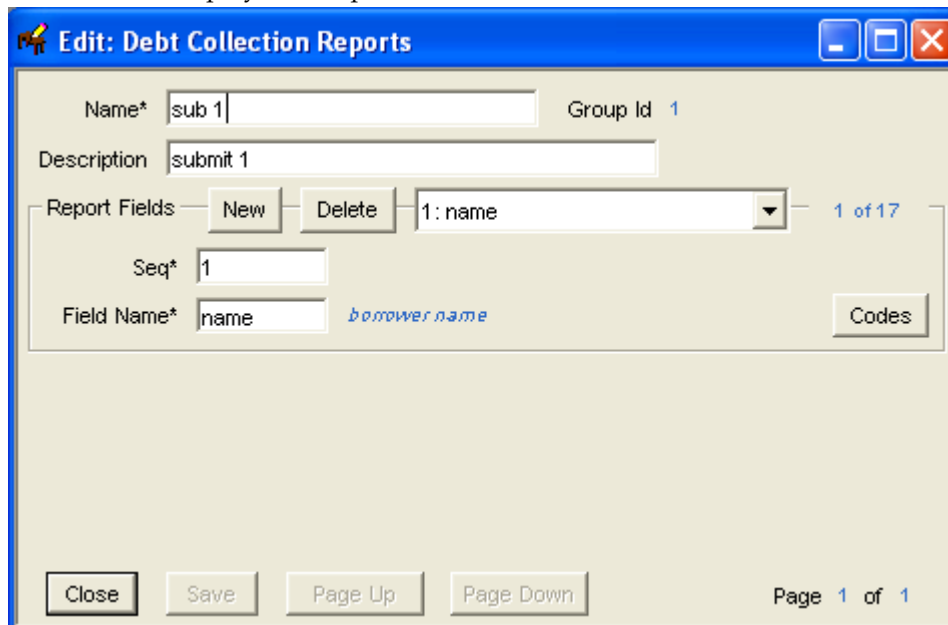 Edit: Debt Collection Reports
Name* sub 1 Group Id 1
Description submit 1
Report Fields New Delete 1: name 1 of 17
Seq* 1
Field Name* name borrower name Codes
Close Save Page Up Page Down Page 1 of 1